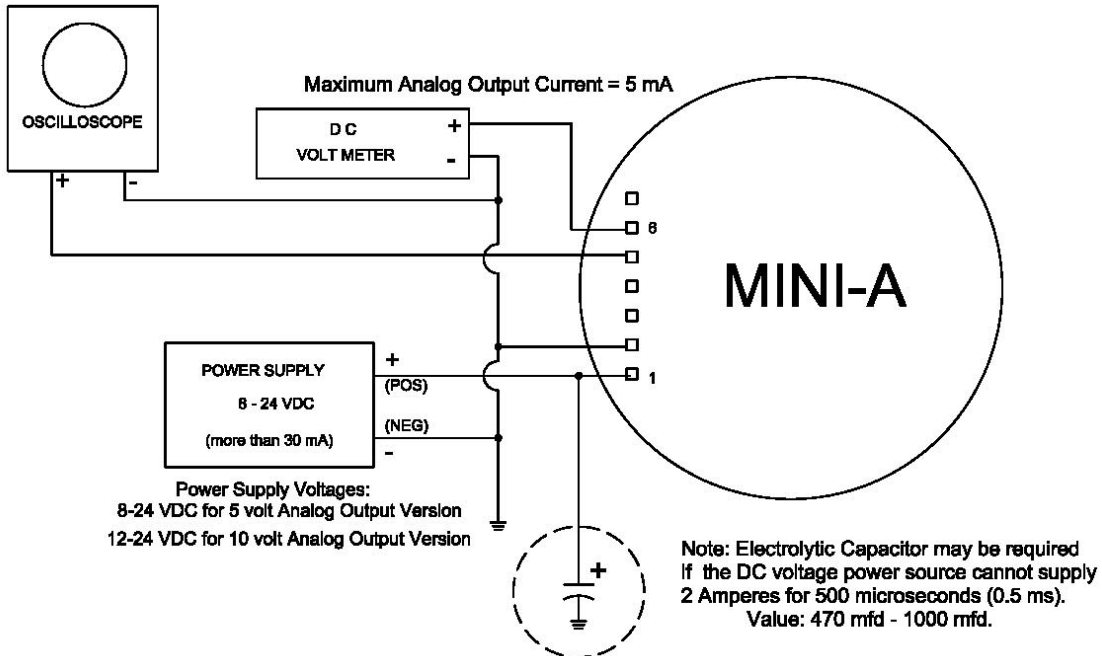 OSCILLOSCOPE
+
-
Maximum Analog Output Current = 5 mA
D C
VOLT METER
+
-
6
1
MINI-A
POWER SUPPLY
8 - 24 VDC
(more than 30 mA)
+
(POS)
(NEG)
-
Power Supply Voltages:
8-24 VDC for 5 volt Analog Output Version
12-24 VDC for 10 volt Analog Output Version
+
Note: Electrolytic Capacitor may be required
If the DC voltage power source cannot supply
2 Amperes for 500 microseconds (0.5 ms).
Value: 470 mfd - 1000 mfd.